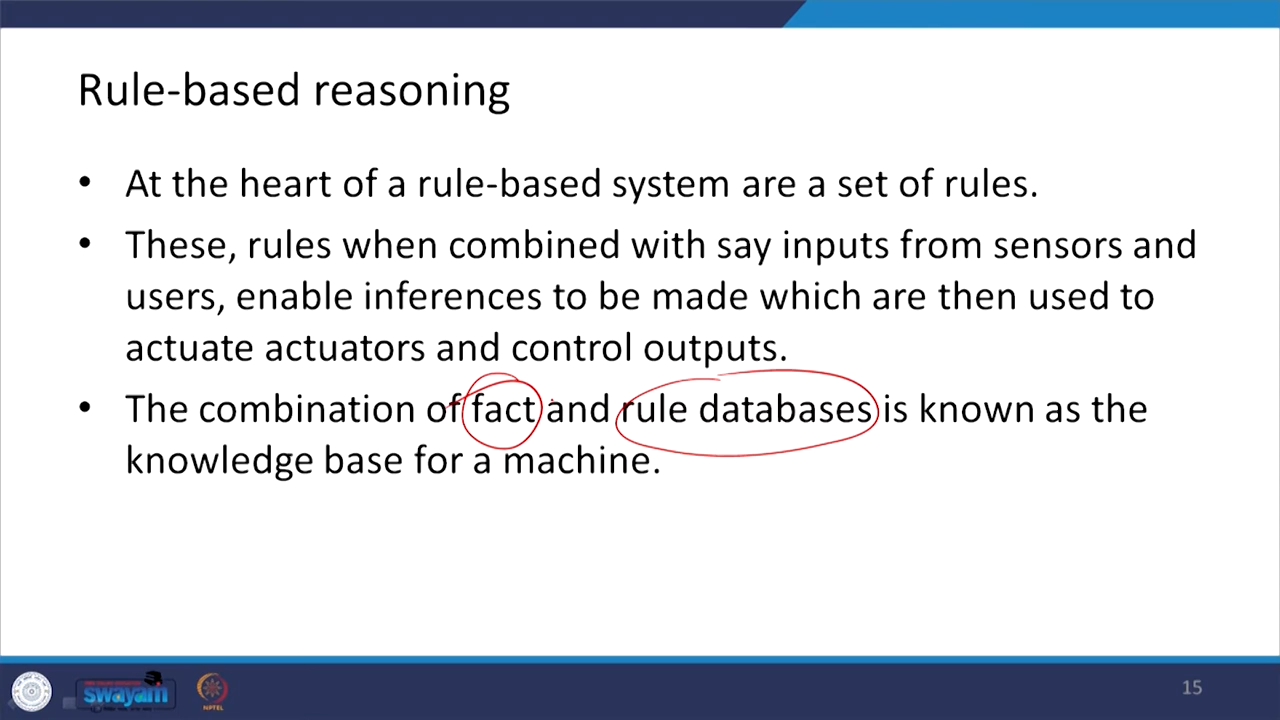 Rule-based reasoning
• At the heart of a rule-based system are a set of rules.
• These, rules when combined with say inputs from sensors and
users, enable inferences to be made which are then used to
actuate actuators and control outputs.
• The combination of fact and rule databases is known as the
knowledge base for a machine.
swayam
NPTEL
15